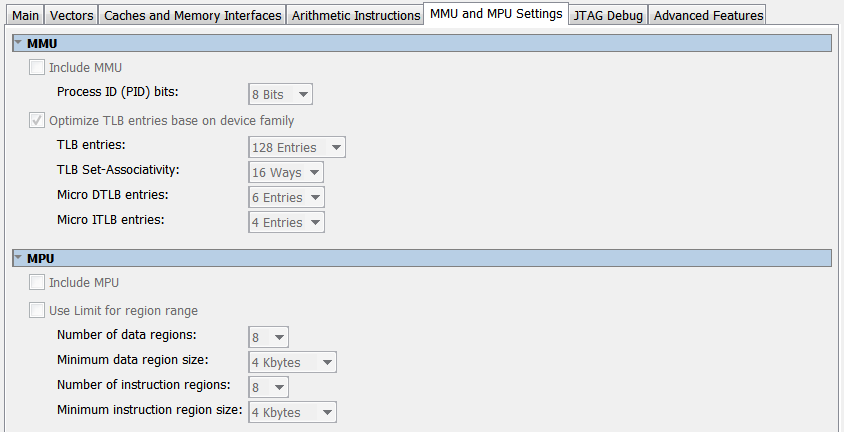 Main Vectors Caches and Memory Interfaces Arithmetic Instructions MMU and MPU Settings JTAG Debug Advanced Features
MMU
Include MMU
Process ID (PID) bits: 8 Bits
Optimize TLB entries base on device family
TLB entries: 128 Entries
TLB Set-Associativity: 16 Ways
Micro DTLB entries: 6 Entries
Micro ITLB entries: 4 Entries
MPU
Include MPU
Use Limit for region range
Number of data regions: 8
Minimum data region size: 4 Kbytes
Number of instruction regions: 8
Minimum instruction region size: 4 Kbytes